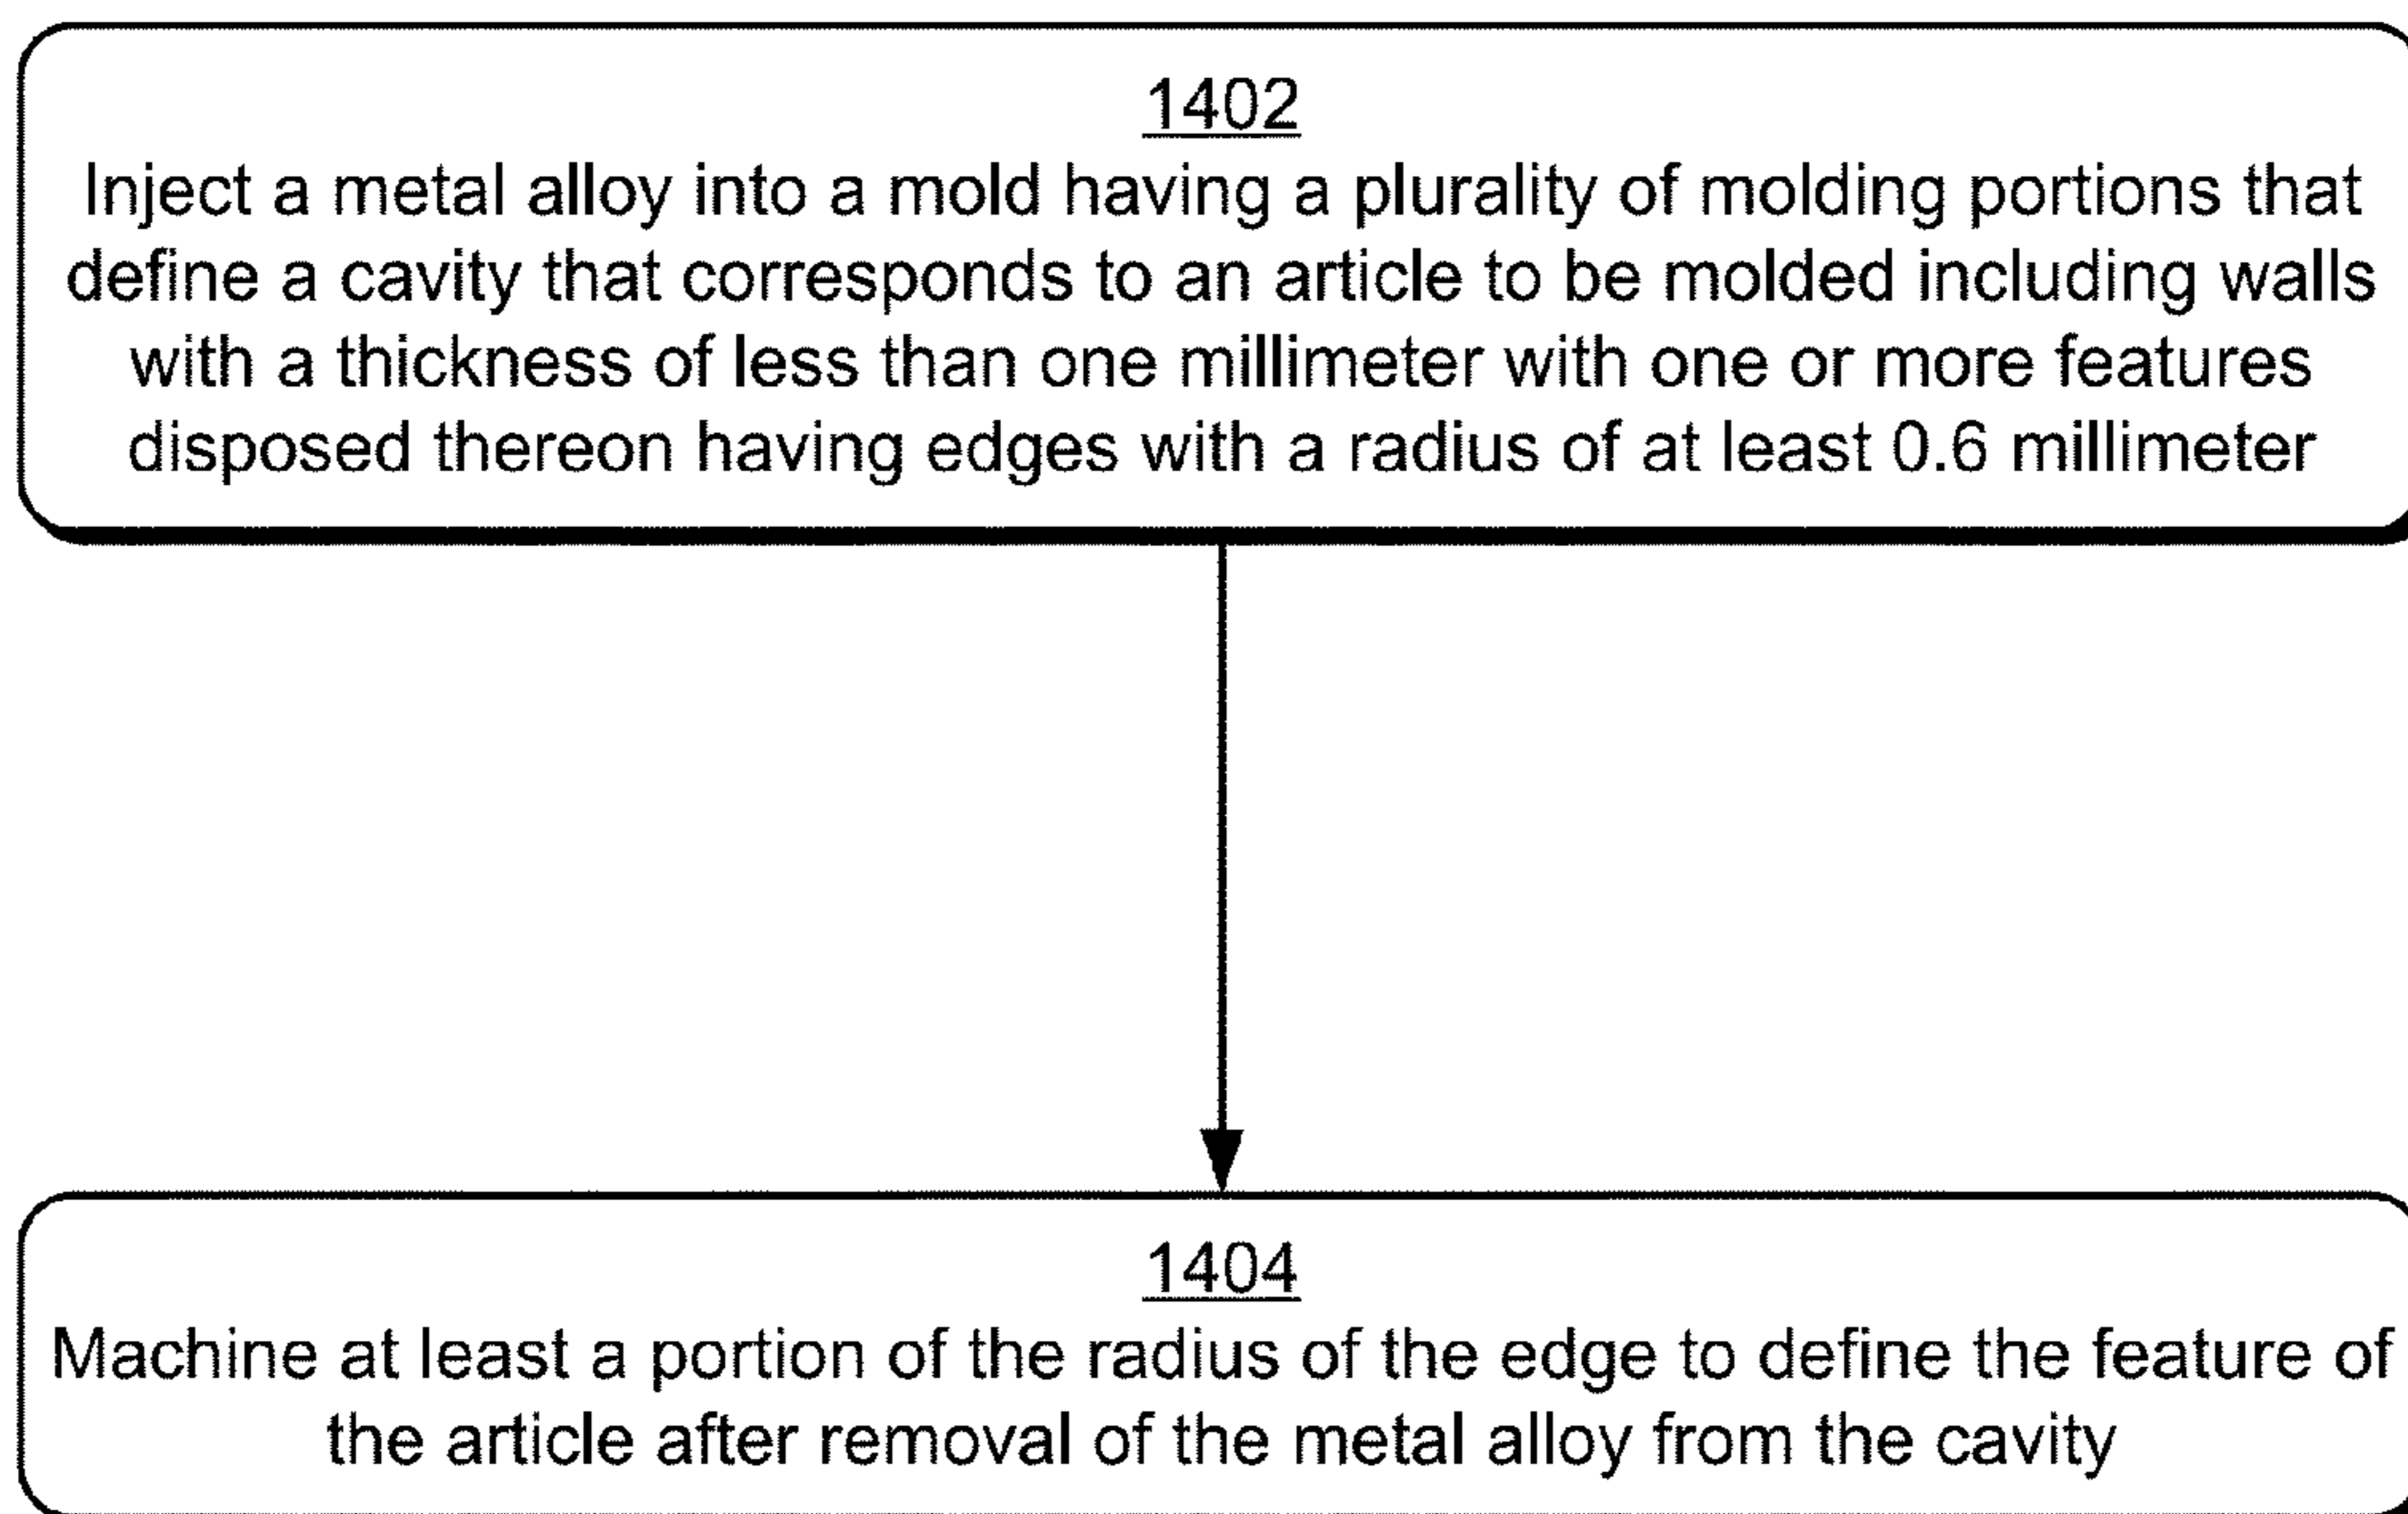 1402
Inject a metal alloy into a mold having a plurality of molding portions that
define a cavity that corresponds to an article to be molded including walls
with a thickness of less than one millimeter with one or more features
disposed thereon having edges with a radius of at least 0.6 millimeter
1404
Machine at least a portion of the radius of the edge to define the feature of
the article after removal of the metal alloy from the cavity